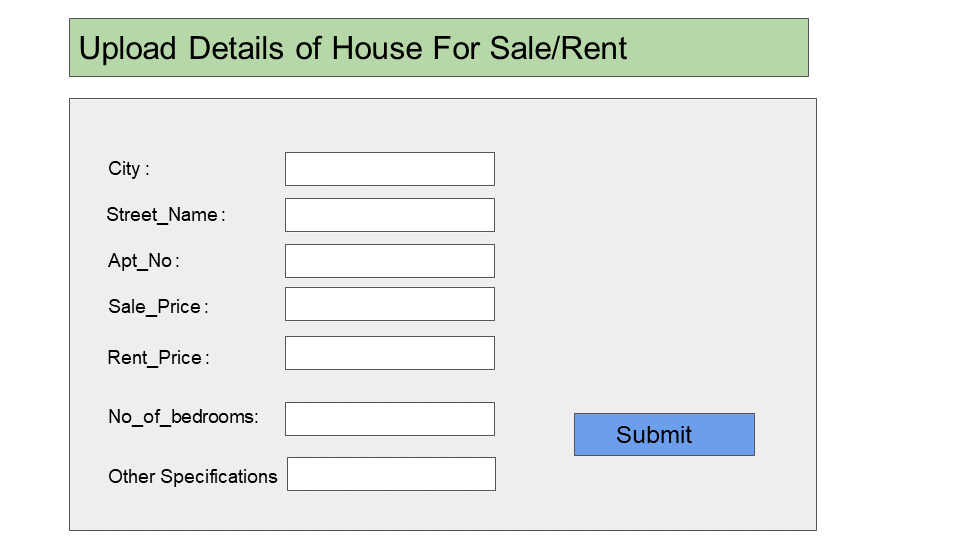 Upload Details of House For Sale/Rent
City :
Street_Name :
Apt_No :
Sale_Price :
Rent_Price :
No_of_bedrooms:
Submit
Other Specifications